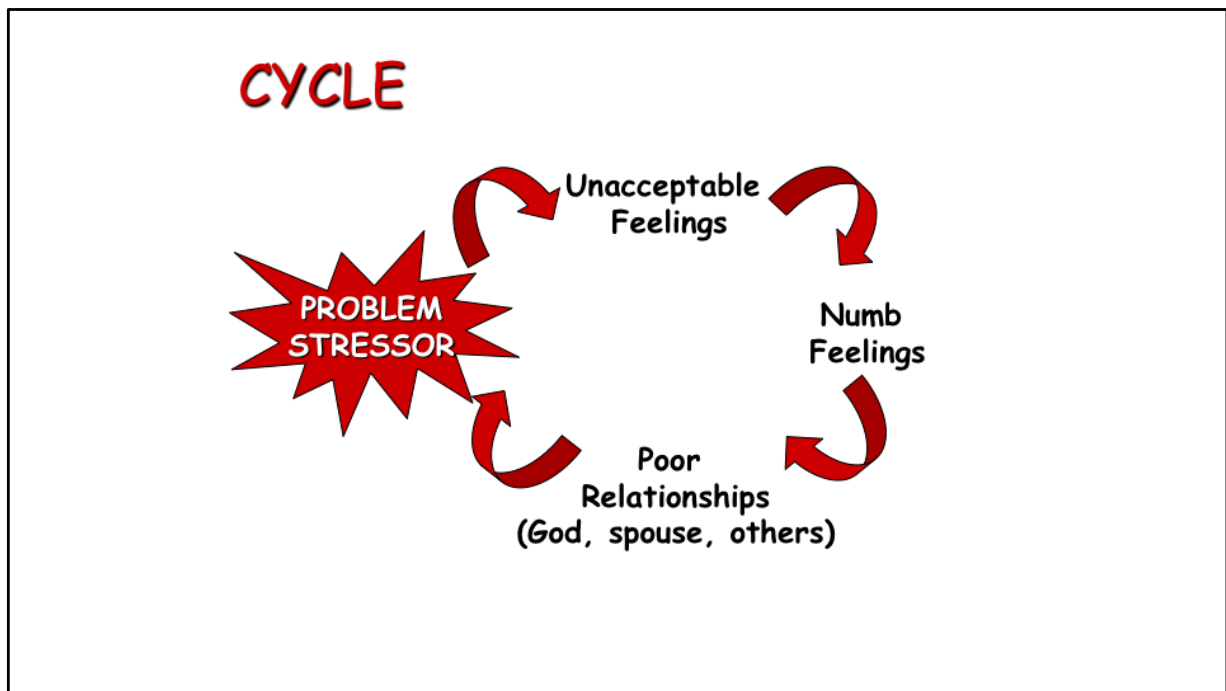 CYCLE
Unacceptable
Feelings
PROBLEM
STRESSOR
Numb
Feelings
Poor
Relationships
(God, spouse, others)